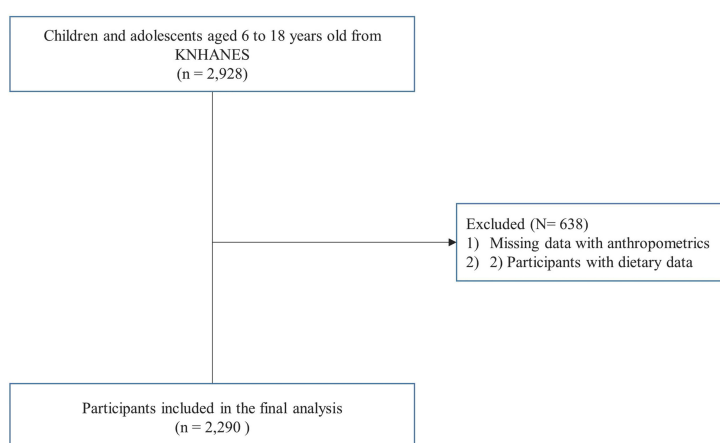 Children and adolescents aged 6 to 18 years old from
KNHANES
(n = 2,928)
Excluded (N= 638)
1) Missing data with anthropometrics
2) 2) Participants with dietary data
Participants included in the final analysis
(n = 2,290 )